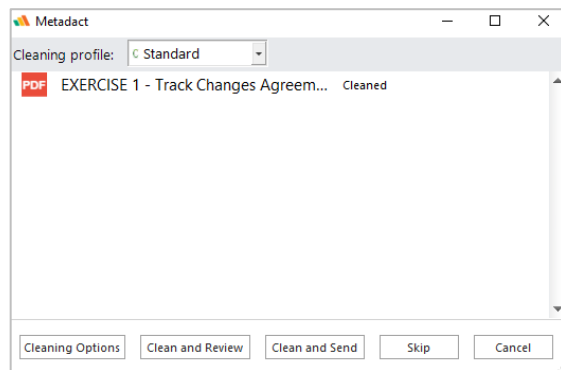 Metadact
Cleaning profile: C Standard
PDF EXERCISE 1 - Track Changes Agreem... Cleaned
Cleaning Options Clean and Review Clean and Send Skip Cancel